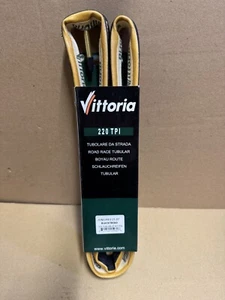 Vittoria
220 TPI
TUBOLARE DA STRADA
ROAD RACE TUBULAR
BOYAU ROUTE
SCHLAUCHREIFEN
TUBULAR
www.vittoria.com